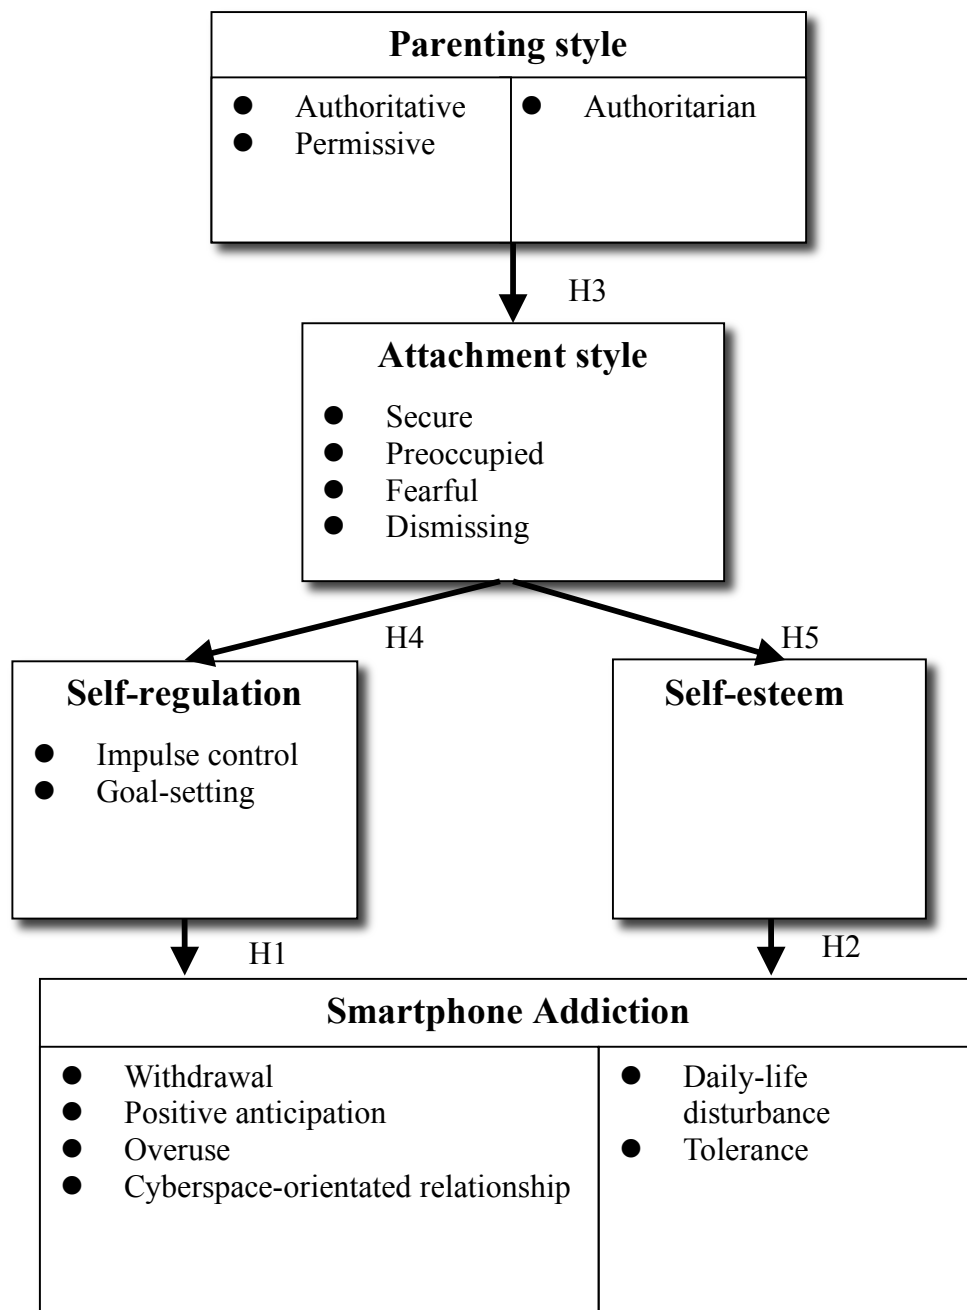 Parenting style
Authoritative
Permissive
Authoritarian
H3
Attachment style
Secure
Preoccupied
Fearful
Dismissing
H4
H5
Self-regulation
Impulse control
Goal-setting
Self-esteem
H1
H2
Smartphone Addiction
Withdrawal
Positive anticipation
Overuse
Cyberspace-orientated relationship
Daily-life
disturbance
Tolerance